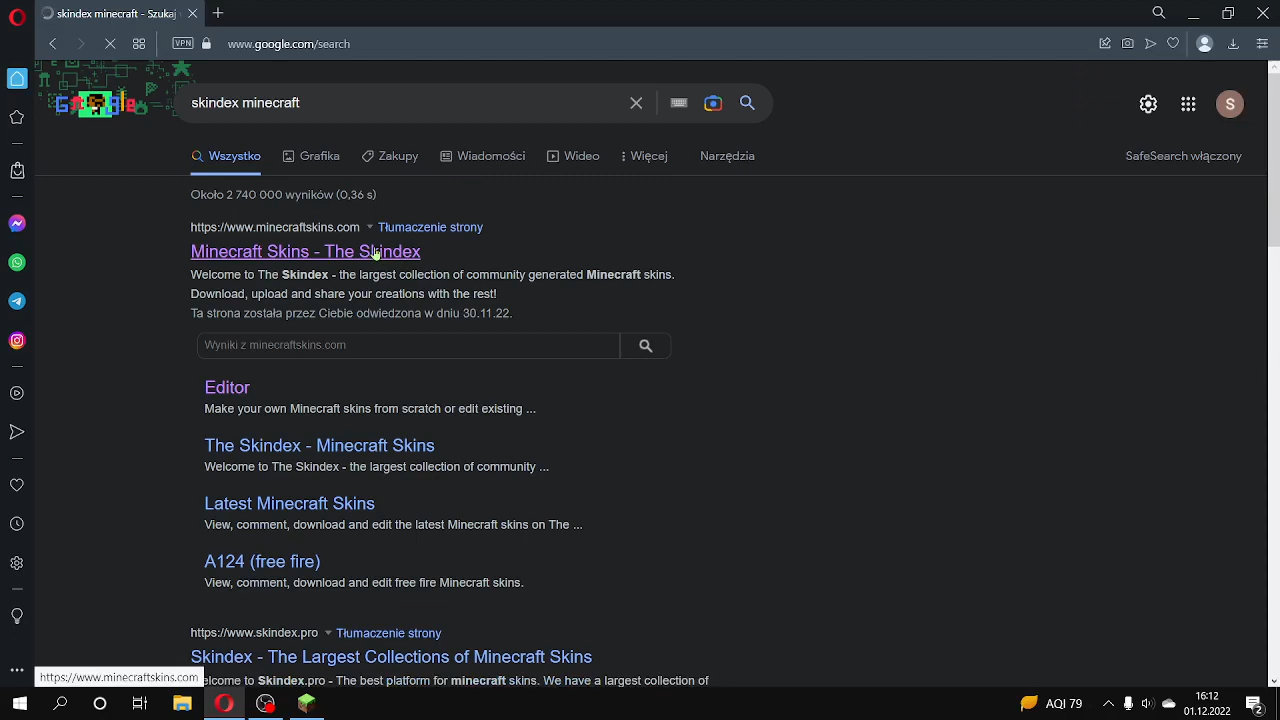 skindex minecraft - Szukaj
VPN
www.google.com/search
Google
skindex minecraft
S
Wszystko
Grafika
Zakupy
Wiadomości
Video
Więcej
Narzędzia
SafeSearch włączony
Około 2 740 000 wyników (0,36 s)
https://www.minecraftskins.com
Tłumaczenie strony
Minecraft Skins - The Skindex
Welcome to The Skindex - the largest collection of community generated Minecraft skins.
Download, upload and share your creations with the rest!
Ta strona została przez Ciebie odwiedzona w dniu 30.11.22.
Wyniki z minecraftskins.com
Editor
Make your own Minecraft skins from scratch or edit existing ...
The Skindex - Minecraft Skins
Welcome to The Skindex - the largest collection of community ...
Latest Minecraft Skins
View, comment, download and edit the latest Minecraft skins on The ...
A124 (free fire)
View, comment, download and edit free fire Minecraft skins.
https://www.skindex.pro
Tłumaczenie strony
Skindex - The Largest Collections of Minecraft Skins
elcome to Skindex.pro - The best platform for minecraft skins. We have a largest collection of
https://www.minecraftskins.com
AQI 79
16:12
01.12.2022
2